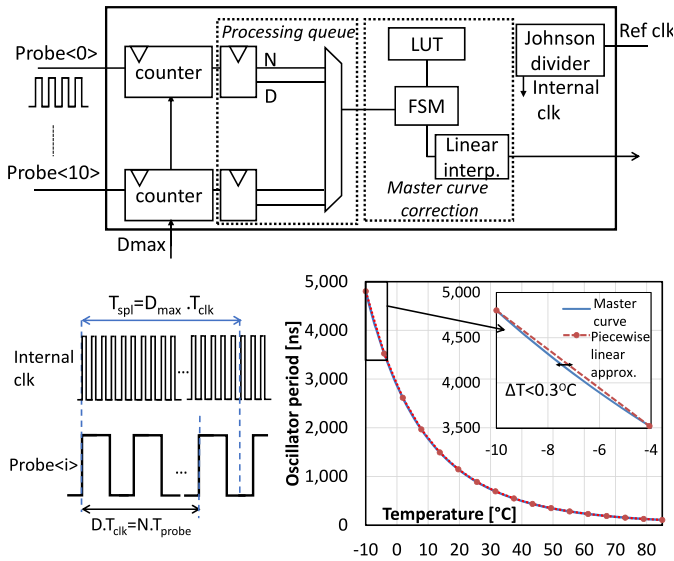 Probe<0>
Probe<10>
counter
counter
Dmax
Processing queue
N
D
LUT
FSM
Linear
interp.
Master curve
correction
Johnson
divider
Ref clk
Internal
clk
Tspl=Dmax .Tclk
Internal
clk
...
Probe<i>
...
D.Tclk=N.Tprobe
Oscillator period [ns]
5,000
4,000
3,000
2,000
1,000
0
Temperature [°C]
-10 0 10 20 30 40 50 60 70 80
5,000
4,500
4,000
3,500
-10 -8 -6 -4
Master
curve
Piecewise
linear
approx.
ΔT<0.3°C